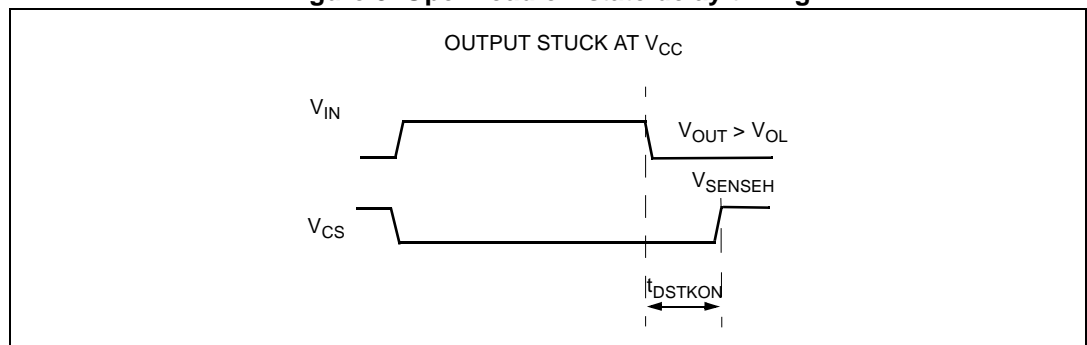 OUTPUT STUCK AT VCC
VIN
VOUT > VOL
VSENSEH
VCS
tDSTKON